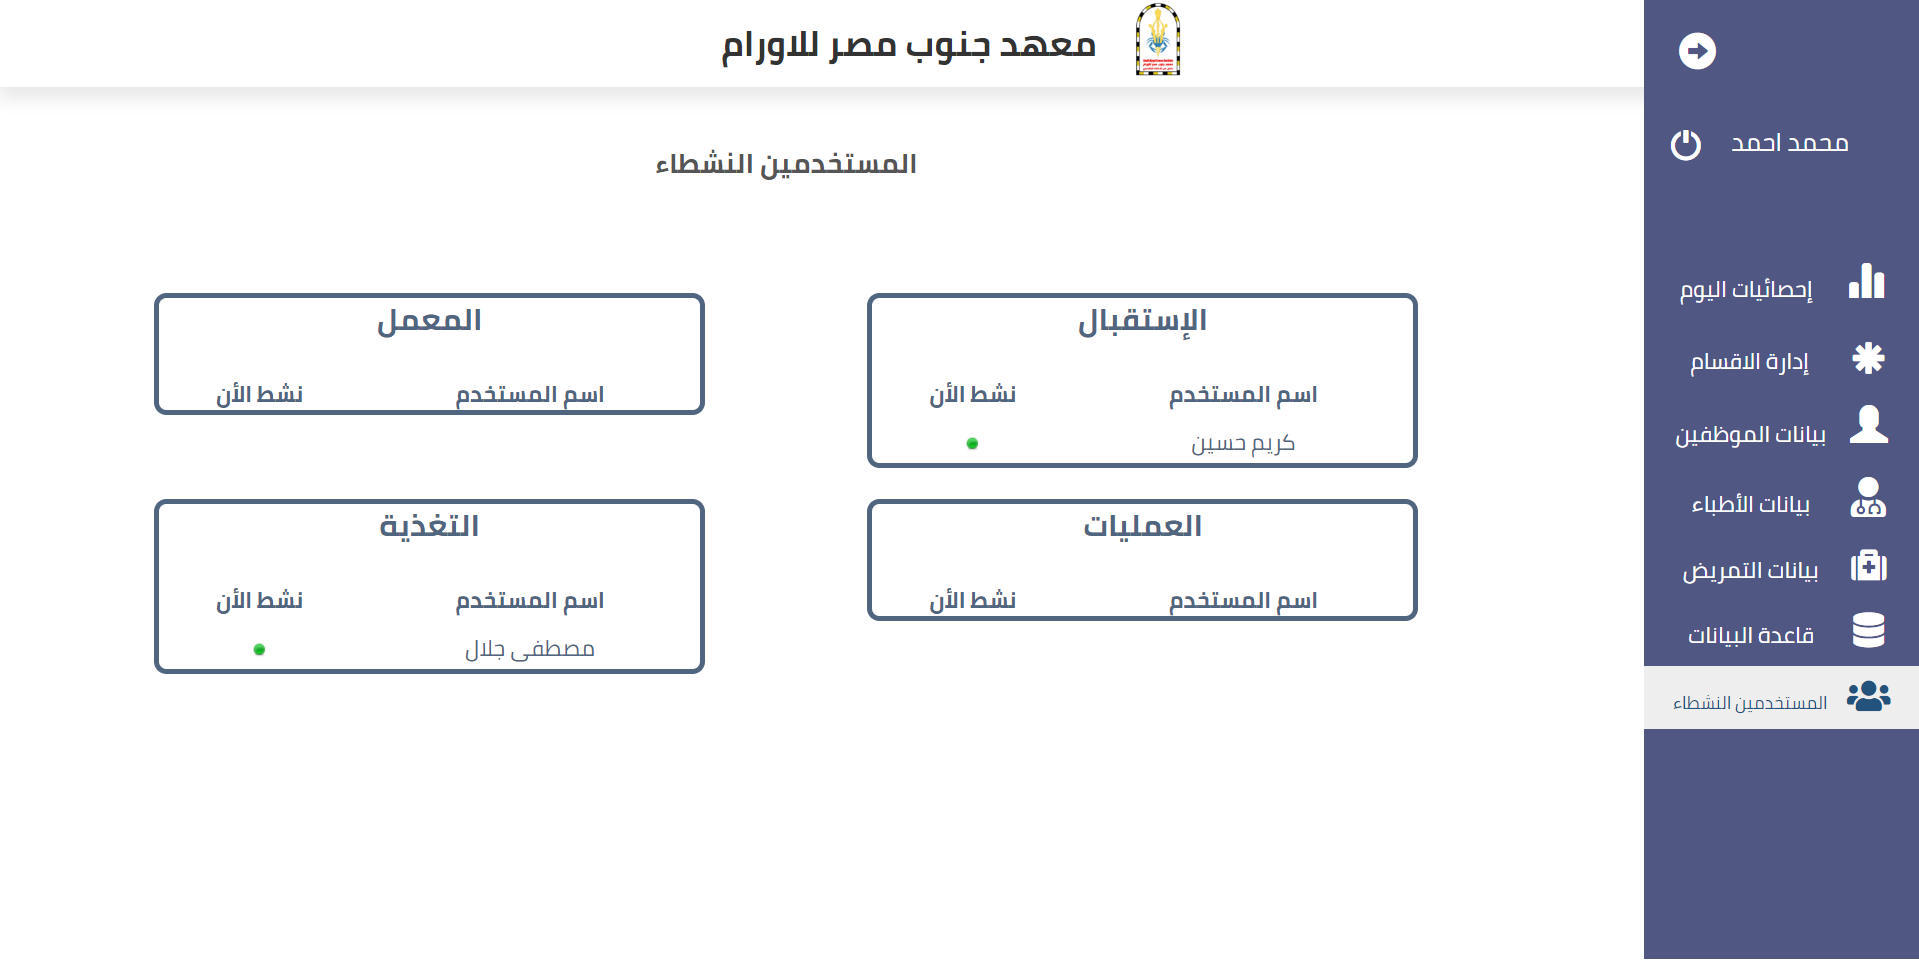 معهد جنوب مصر للاورام
محمد احمد
إحصائيات اليوم
إدارة الاقسام
بيانات الموظفين
بيانات الأطباء
بيانات التمريض
قاعدة البيانات
المستخدمين النشطاء
المستخدمين النشطاء
الإستقبال
اسم المستخدم نشط الأن
كريم حسين
المعمل
اسم المستخدم نشط الأن
العمليات
اسم المستخدم نشط الأن
التغذية
اسم المستخدم نشط الأن
مصطفى جلال